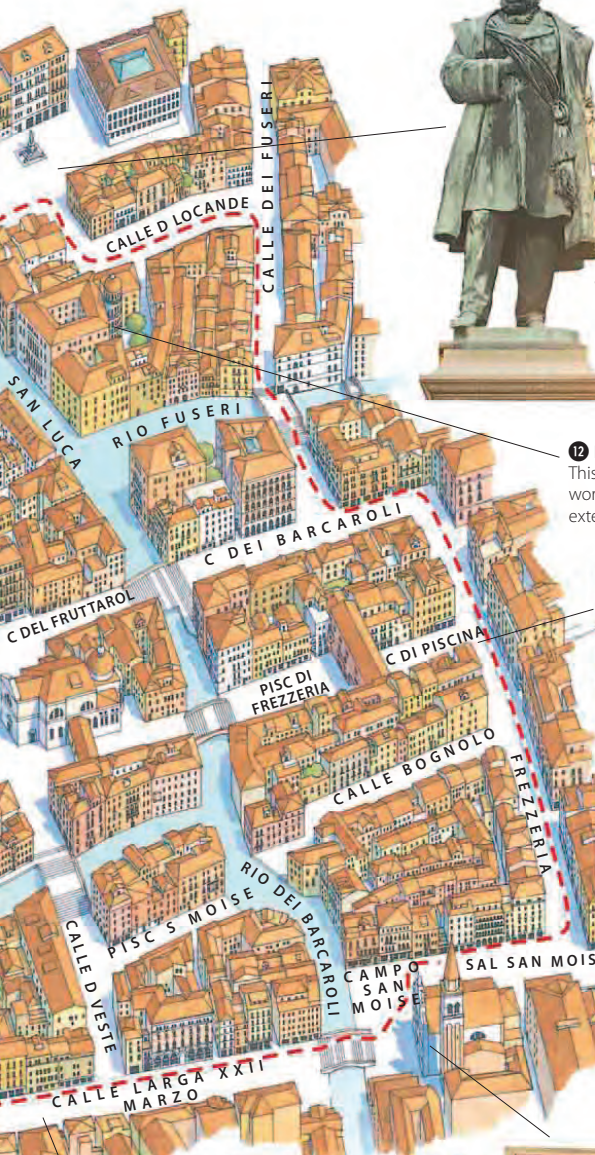 CALLE DEI FUSERI
CALLE D LOCANDE
SAN LUCA
RIO FUSERI
12
This
wor
exte
C DEI BARCAROLI
C DEL FRUTTAROL
C DI PISCINA
PISC DI
FREZZERIA
CALLE BOGNOLO
FREZZERIA
RIO DEI BARCAROLI
PISC S MOISE
CALLE D VESTE
CAMPO
SAN
MOISE
SAL SAN MOIS
CALLE LARGA XXII
MARZO